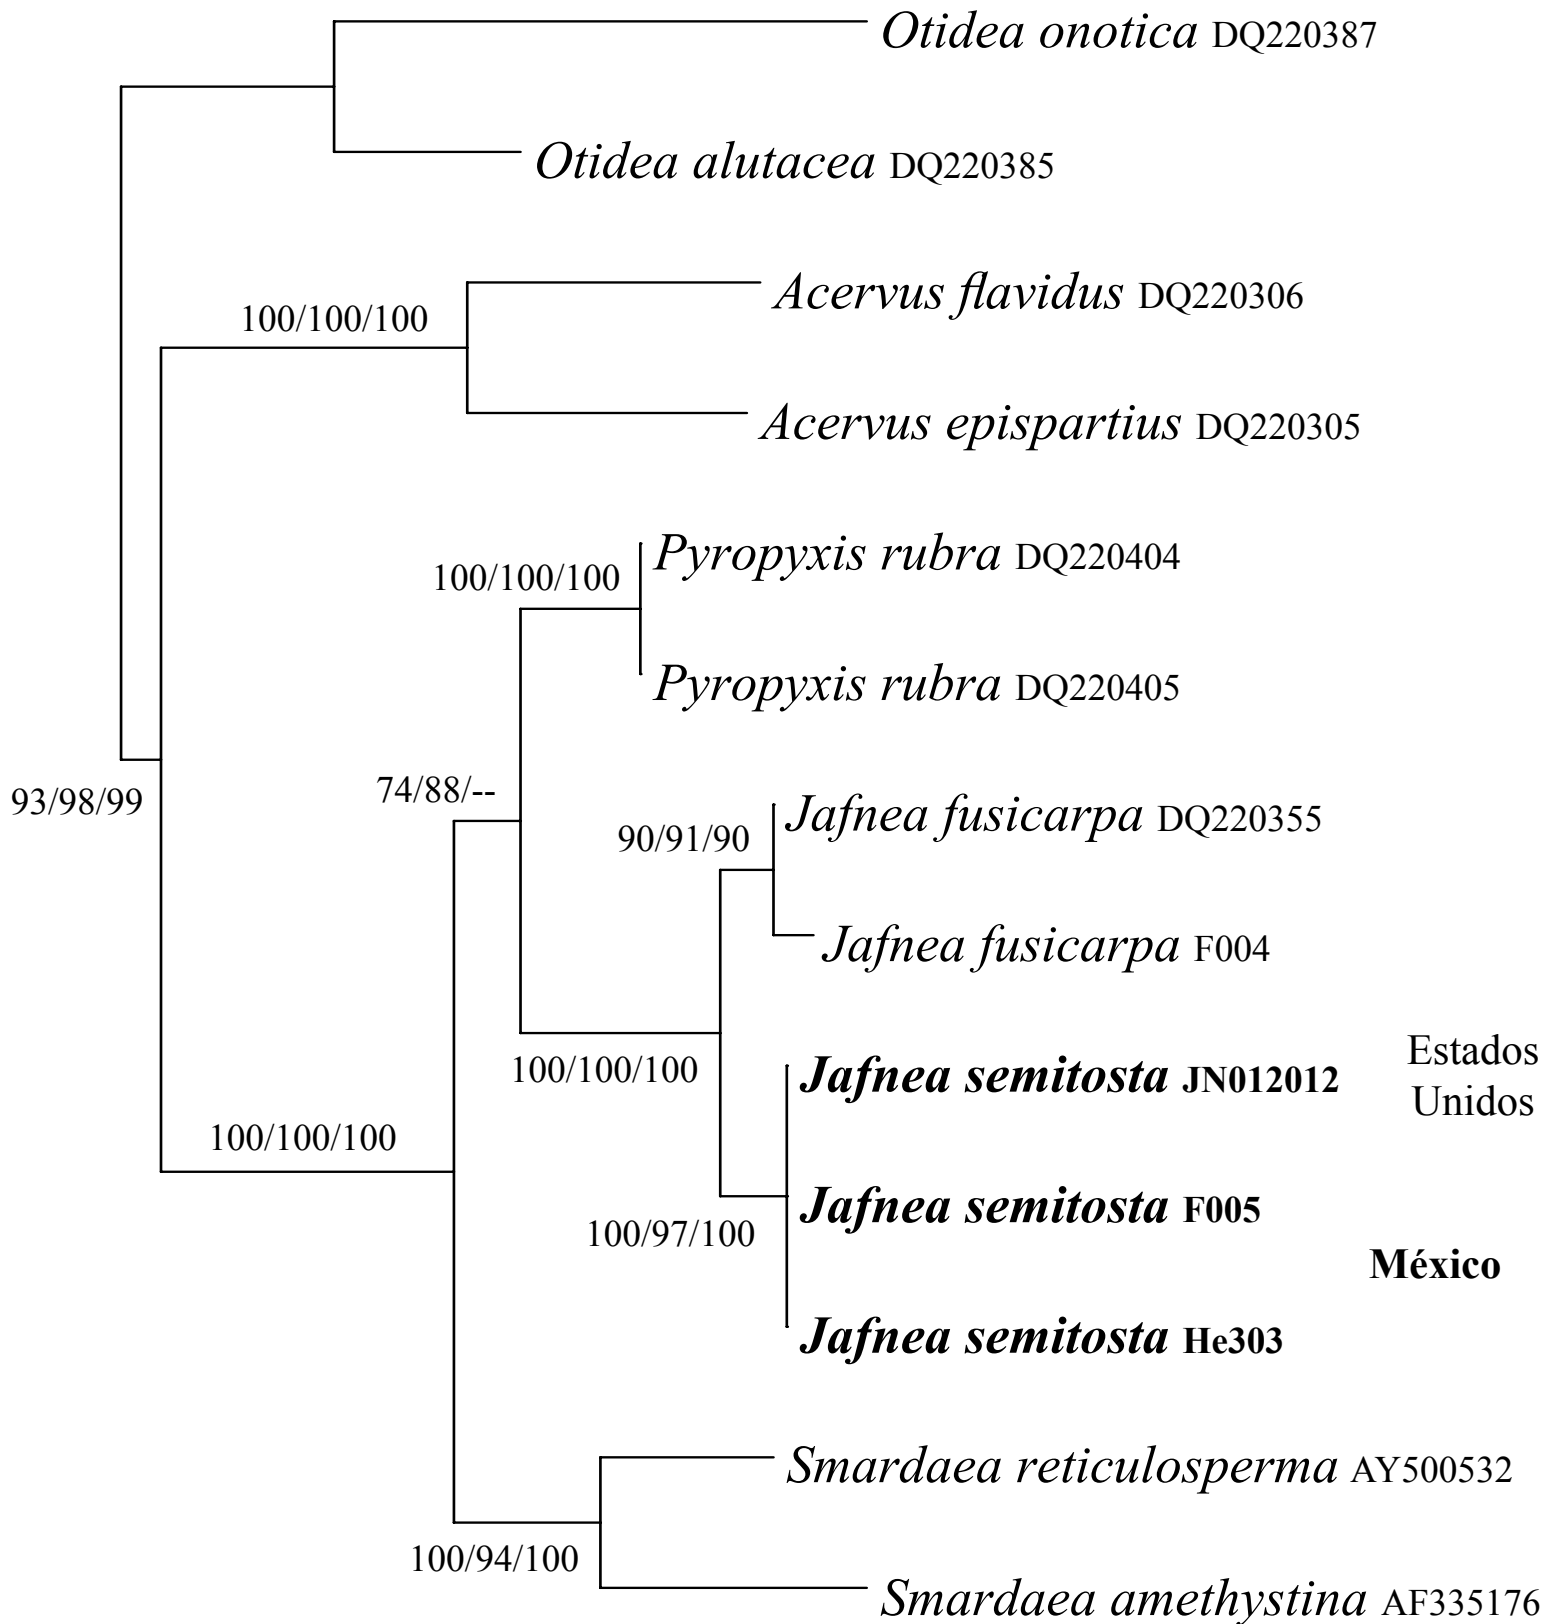 Otidea onotica DQ220387
Otidea alutacea DQ220385
Acervus flavidus DQ220306
100/100/100
Acervus epispartius DQ220305
Pyropyxis rubra DQ220404
100/100/100
Pyropyxis rubra DQ220405
74/88/--
93/98/99
Jafnea fusicarpa DQ220355
90/91/90
Jafnea fusicarpa F004
100/100/100
Jafnea semitosta JN012012
Estados
Unidos
100/100/100
Jafnea semitosta F005
100/97/100
México
Jafnea semitosta He303
Smardaea reticulosperma AY500532
100/94/100
Smardaea amethystina AF335176